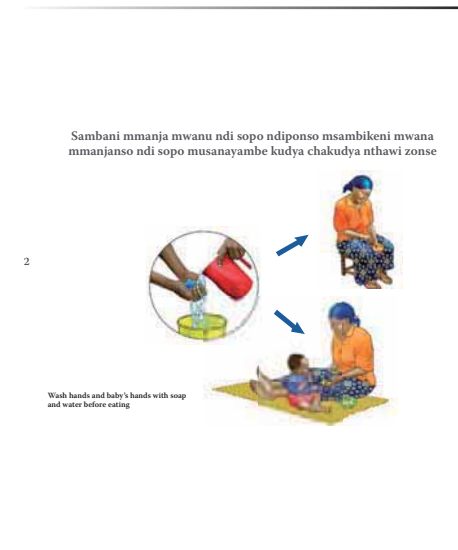 Sambani mmanja mwanu ndi sopo ndiponso msambikeni mwana
mmanjanso ndi sopo musanayambe kudya chakudya nthawi zonse
2
Wash hands and baby's hands with soap
and water before eating